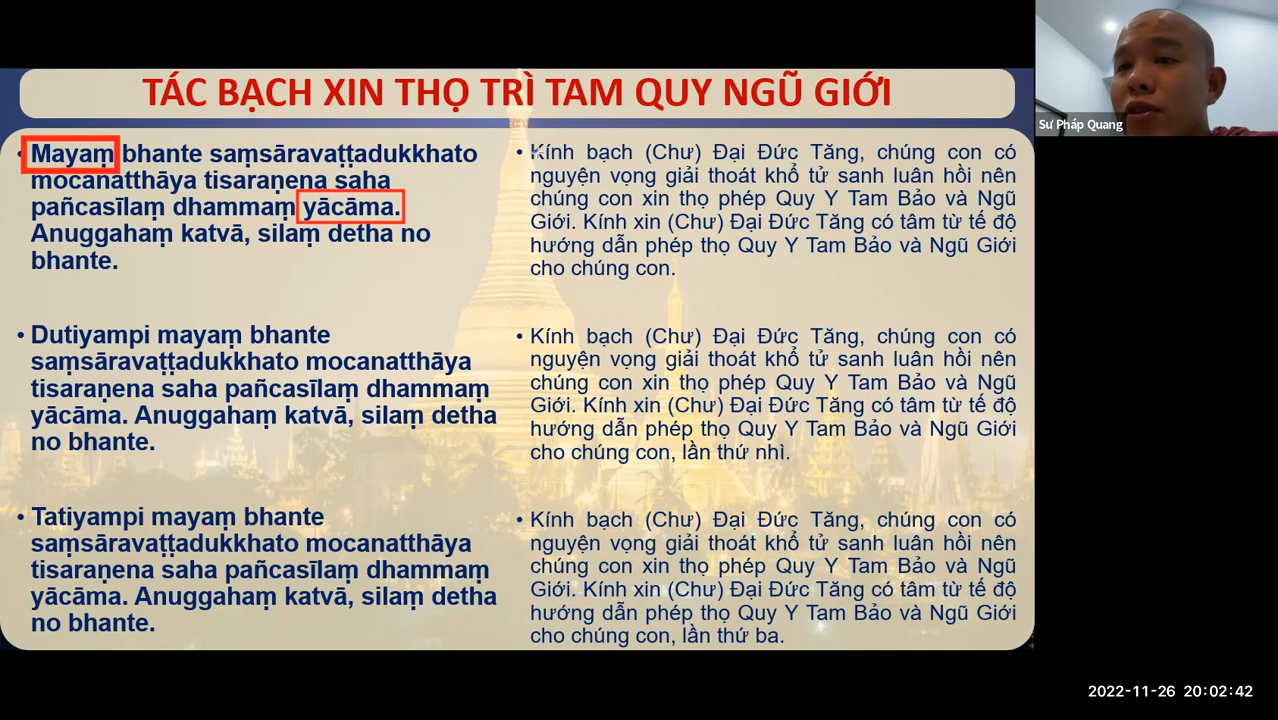 TÁC BẠCH XIN THỌ TRÌ TAM QUY NGŨ GIỚI
• Mayaṃ bhante saṃsāravaṭṭadukkhato
mocanatthāya tisaraṇena saha
pañcasīlaṃ dhammaṃ yācāma.
Anuggahaṃ katvā, silaṃ detha no
bhante.
• Dutiyampi mayaṃ bhante
saṃsāravaṭṭadukkhato mocanatthāya
tisaraṇena saha pañcasīlaṃ dhammaṃ
yācāma. Anuggahaṃ katvā, silaṃ detha
no bhante.
• Tatiyampi mayaṃ bhante
saṃsāravaṭṭadukkhato mocanatthāya
tisaraṇena saha pañcasīlaṃ dhammaṃ
yācāma. Anuggahaṃ katvā, silaṃ detha
no bhante.
• Kính bạch (Chư) Đại Đức Tăng, chúng con có
nguyện vọng giải thoát khổ tử sanh luân hồi nên
chúng con xin thọ phép Quy Y Tam Bảo và Ngũ
Giới. Kính xin (Chư) Đại Đức Tăng có tâm từ tế độ
hướng dẫn phép thọ Quy Y Tam Bảo và Ngũ Giới
cho chúng con.
• Kính bạch (Chư) Đại Đức Tăng, chúng con có
nguyện vọng giải thoát khổ tử sanh luân hồi nên
chúng con xin thọ phép Quy Y Tam Bảo và Ngũ
Giới. Kính xin (Chư) Đại Đức Tăng có tâm từ tế độ
hướng dẫn phép thọ Quy Y Tam Bảo và Ngũ Giới
cho chúng con, lần thứ nhì.
• Kính bạch (Chư) Đại Đức Tăng, chúng con có
nguyện vọng giải thoát khổ tử sanh luân hồi nên
chúng con xin thọ phép Quy Y Tam Bảo và Ngũ
Giới. Kính xin (Chư) Đại Đức Tăng có tâm từ tế độ
hướng dẫn phép thọ Quy Y Tam Bảo và Ngũ Giới
cho chúng con, lần thứ ba.
Sư Pháp Quang
2022-11-26 20:02:42